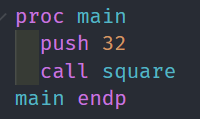 proc main
push 32
call square
main endp